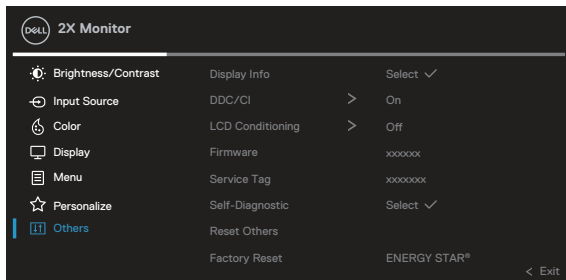 DELL 2X Monitor
Brightness/Contrast Display Info Select ✓
Input Source DDC/CI > On
Color LCD Conditioning > Off
Display Firmware xxxxxx
Menu Service Tag xxxxxxx
Personalize Self-Diagnostic Select ✓
Others Reset Others
Factory Reset ENERGY STAR®
< Exit